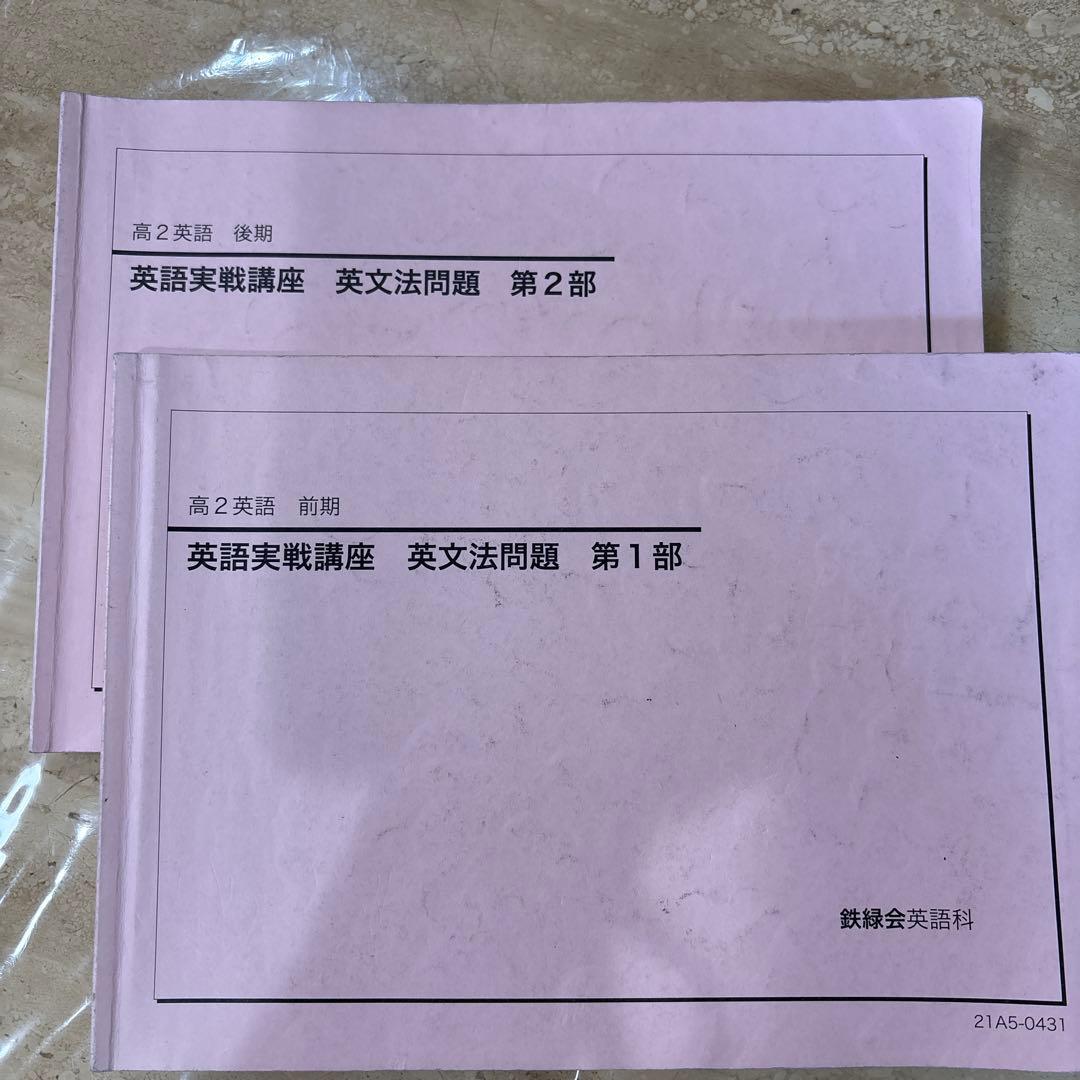 高２英語　後期
英語実戦講座　英文法問題　第２部
高２英語　前期
英語実戦講座　英文法問題　第１部
鉄緑会英語科
21A5-0431